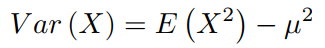 Var (X) = E (X²) − μ²